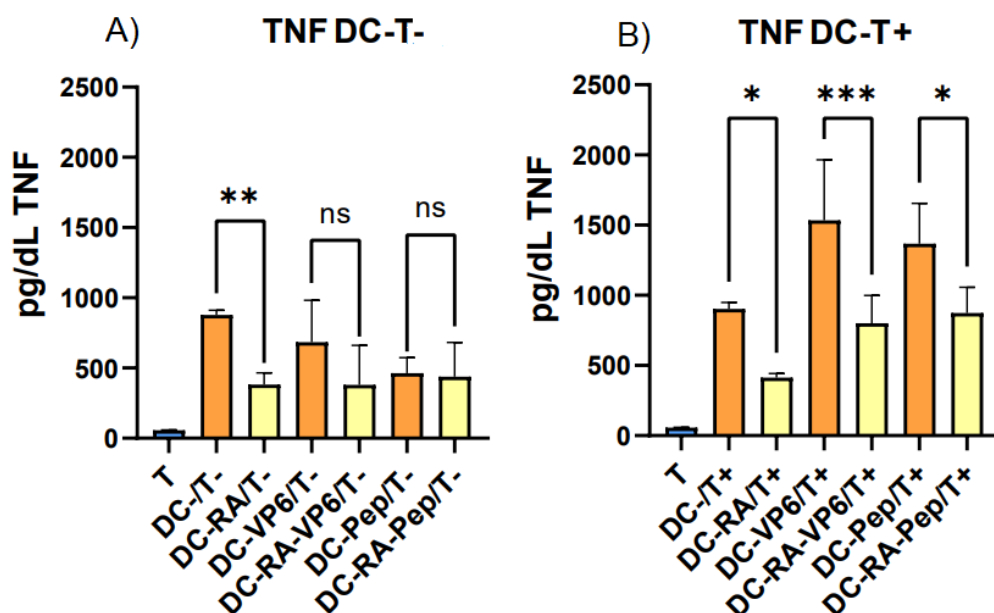 A) TNF DC-T-
pg/dL TNF
2500
2000
1500
1000
500
0
**
ns
ns
T
DC-/T-
DC-RA/T-
DC-VP6/T-
DC-RA-VP6/T-
DC-Pep/T-
DC-RA-Pep/T-
B) TNF DC-T+
pg/dL TNF
2500
2000
1500
1000
500
0
*
***
*
T
DC-/T+
DC-RA/T+
DC-VP6/T+
DC-RA-VP6/T+
DC-Pep/T+
DC-RA-Pep/T+